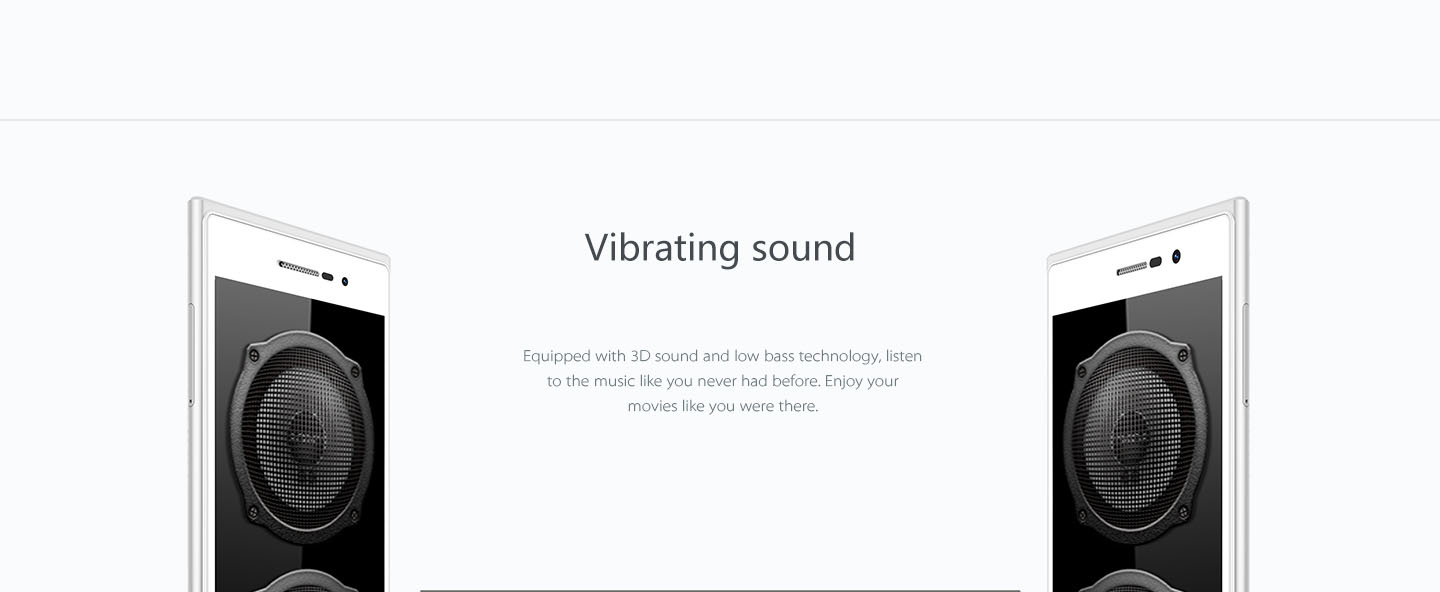 Vibrating sound
Equipped with 3D sound and low bass technology, listen
to the music like you never had before. Enjoy your
movies like you were there.